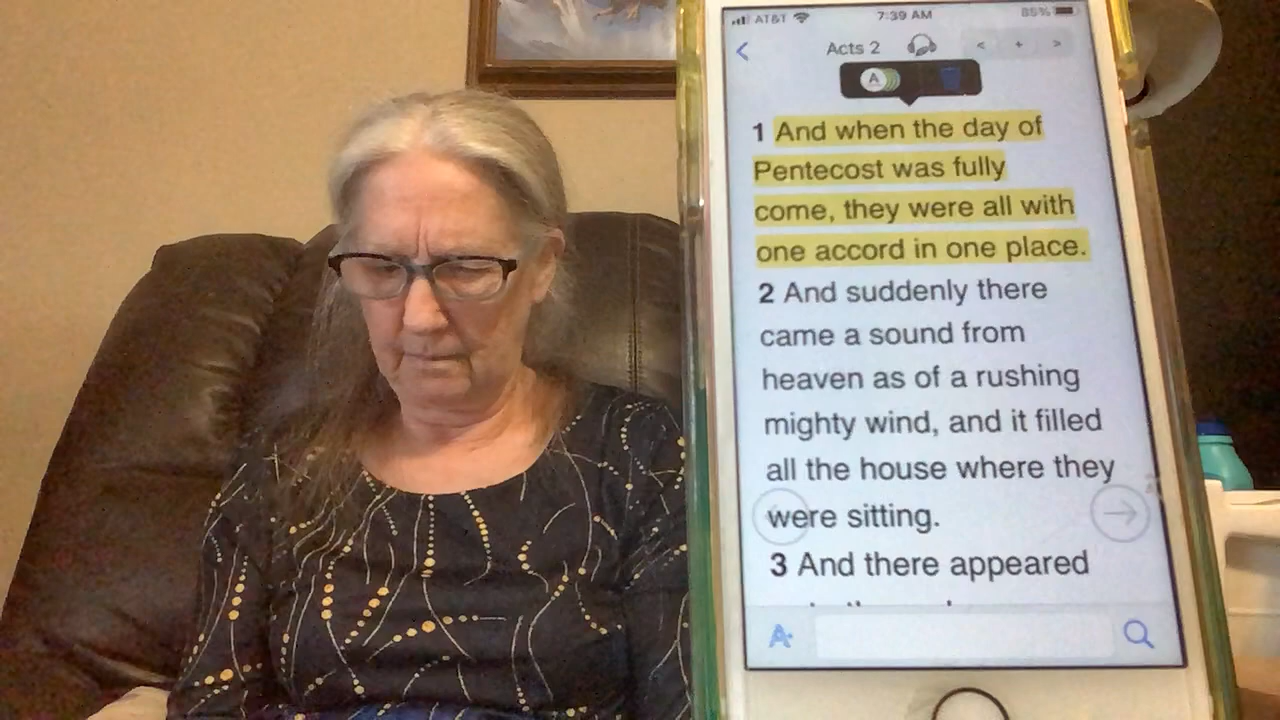 AT&T 7:39 AM 85%
< Acts 2 < + >
A
1 And when the day of
Pentecost was fully
come, they were all with
one accord in one place.
2 And suddenly there
came a sound from
heaven as of a rushing
mighty wind, and it filled
all the house where they
were sitting.
3 And there appeared
A